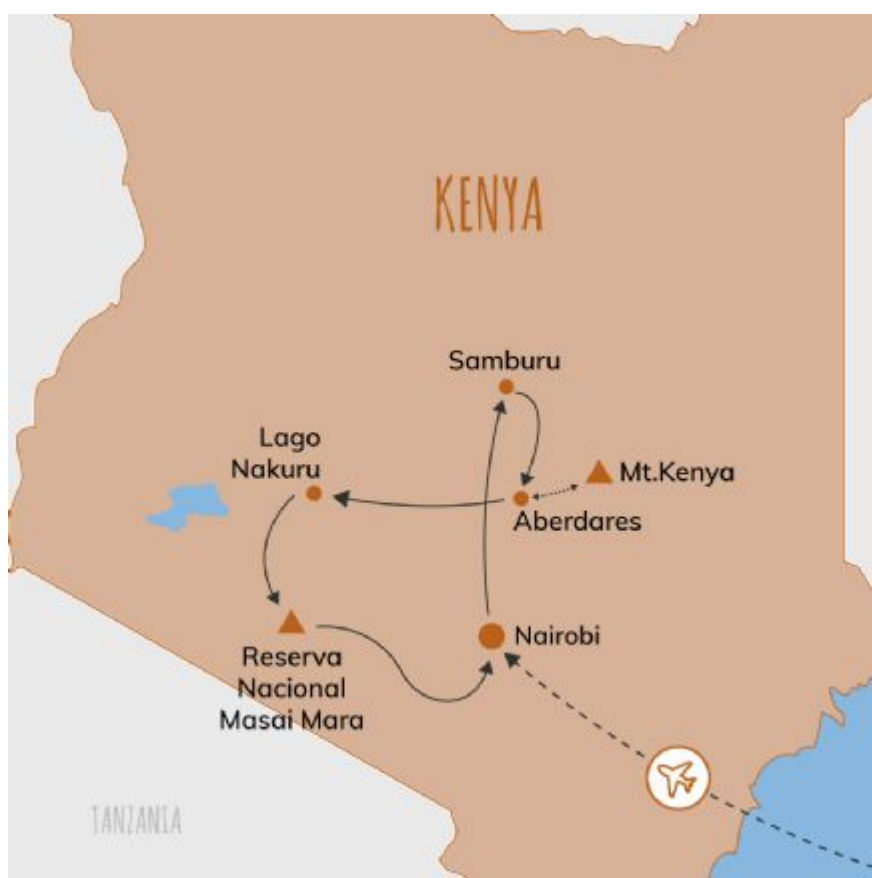 KENYA
Samburu
Lago
Nakuru
Mt.Kenya
Aberdares
Nairobi
Reserva
Nacional
Masai Mara
TANZANIA